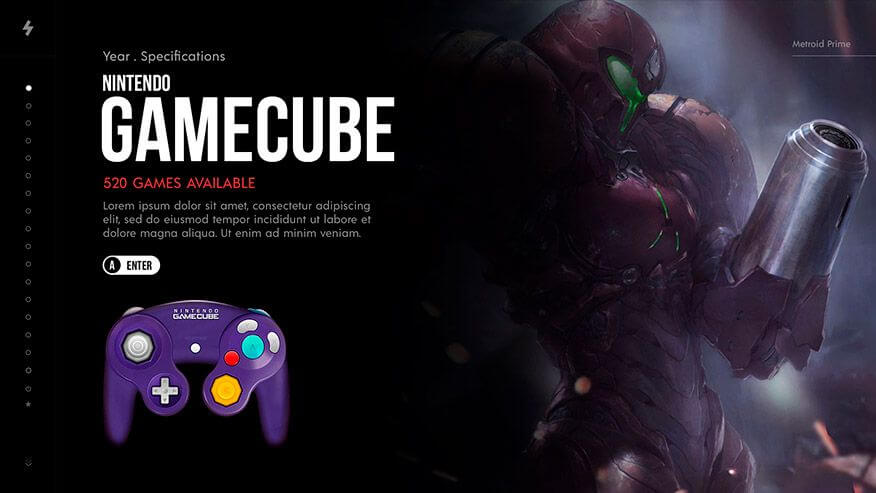 Metroid Prime
Year . Specifications
NINTENDO
GAMECUBE
520 GAMES AVAILABLE
Lorem ipsum dolor sit amet, consectetur adipiscing
elit, sed do eiusmod tempor incididunt ut labore et
dolore magna aliqua. Ut enim ad minim veniam.
A ENTER
NINTENDO
GAMECUBE
A